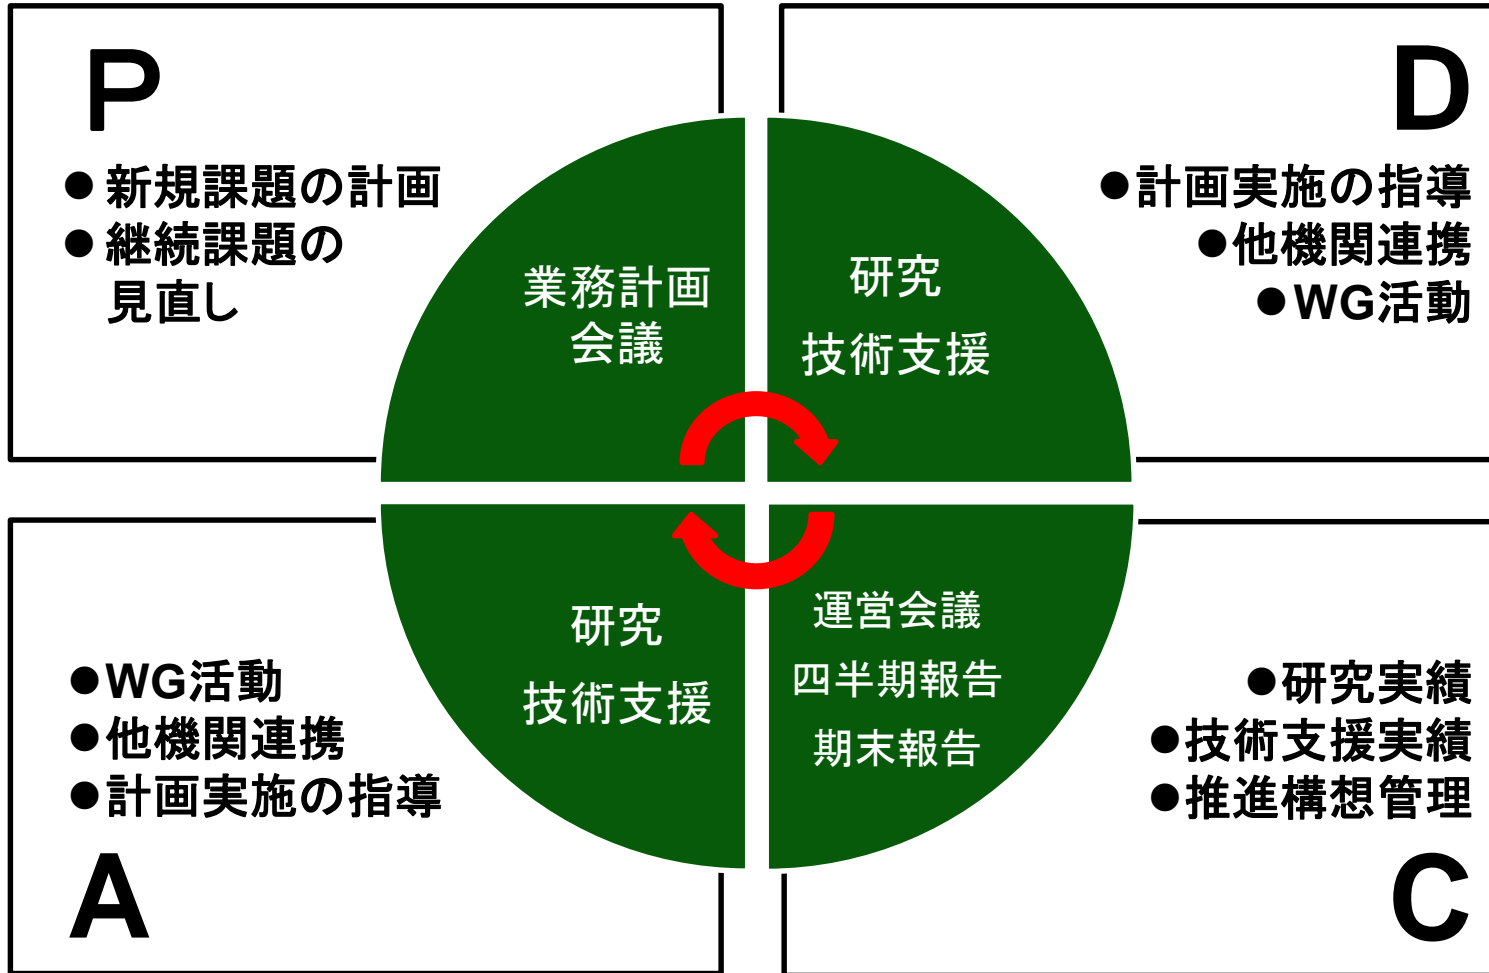 P
●新規課題の計画
●継続課題の
見直し
業務計画
会議
D
●計画実施の指導
●他機関連携
●WG活動
研究
技術支援
研究
技術支援
●WG活動
●他機関連携
●計画実施の指導
A
運営会議
四半期報告
期末報告
●研究実績
●技術支援実績
●推進構想管理
C